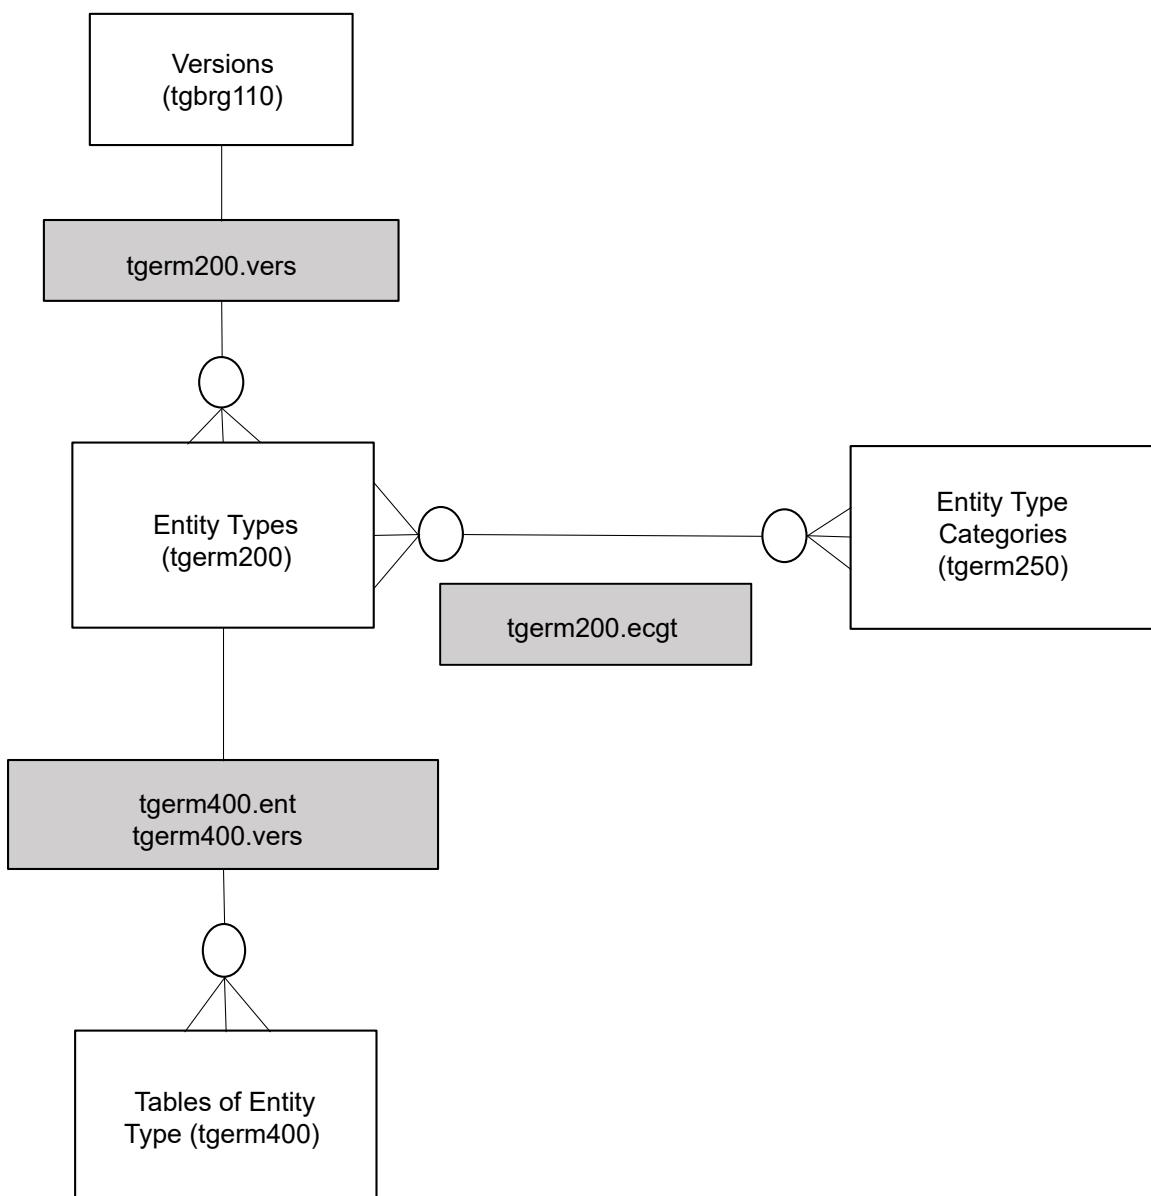 Versions
(tgbrg110)
tgerm200.vers
Entity Types
(tgerm200)
Entity Type
Categories
(tgerm250)
tgerm200.ecgt
tgerm400.ent
tgerm400.vers
Tables of Entity
Type (tgerm400)